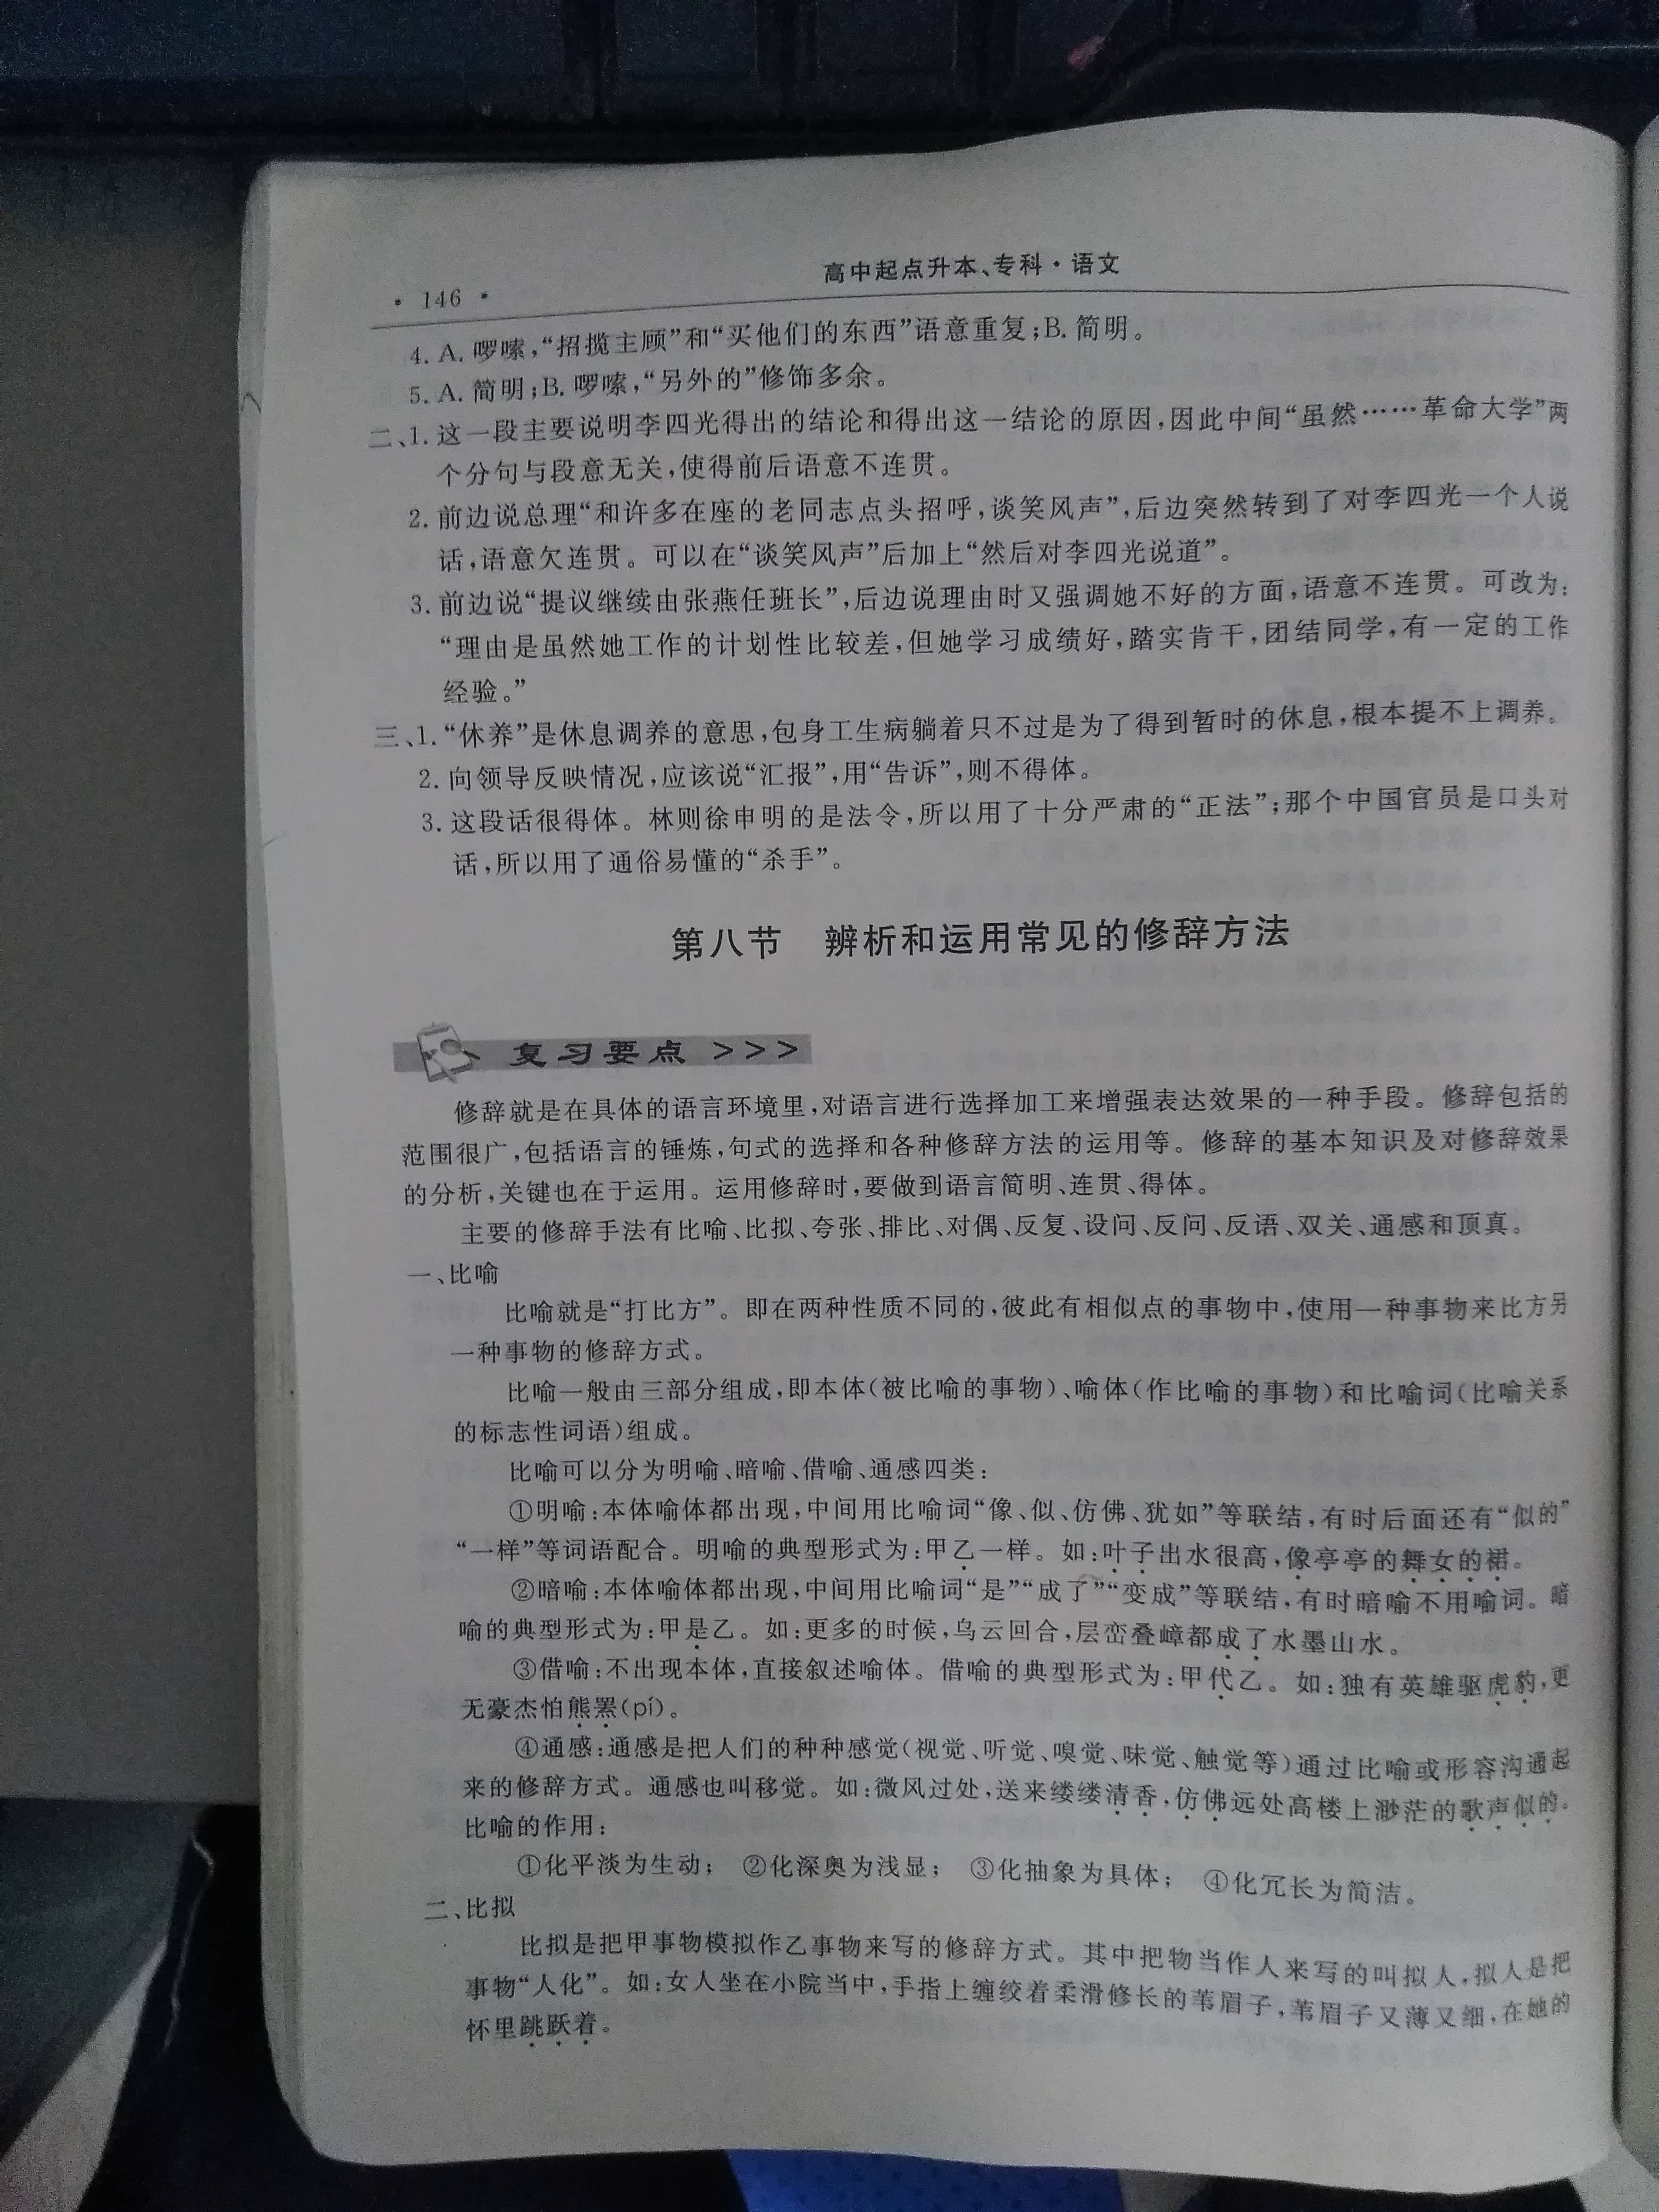 高中起点升本、专科·语文
· 146 ·
4. A. 啰嗦,“招揽主顾”和“买他们的东西”语意重复;B. 简明。
5. A. 简明;B. 啰嗦,“另外的”修饰多余。
二、1. 这一段主要说明李四光得出的结论和得出这一结论的原因,因此中间“虽然……革命大学”两
个分句与段意无关,使得前后语意不连贯。
2. 前边说总理“和许多在座的老同志点头招呼,谈笑风声”,后边突然转到了对李四光一个人说
话,语意欠连贯。可以在“谈笑风声”后加上“然后对李四光说道”。
3. 前边说“提议继续由张燕任班长”,后边说理由时又强调她不好的方面,语意不连贯。可改为:
“理由是虽然她工作的计划性比较差,但她学习成绩好,踏实肯干,团结同学,有一定的工作
经验。”
三、1. “休养”是休息调养的意思,包身工生病躺着只不过是为了得到暂时的休息,根本提不上调养。
2. 向领导反映情况,应该说“汇报”,用“告诉”,则不得体。
3. 这段话很得体。林则徐申明的是法令,所以用了十分严肃的“正法”;那个中国官员是口头对
话,所以用了通俗易懂的“杀手”。
第八节 辨析和运用常见的修辞方法
复习要点 >>>
修辞就是在具体的语言环境里,对语言进行选择加工来增强表达效果的一种手段。修辞包括的
范围很广,包括语言的锤炼,句式的选择和各种修辞方法的运用等。修辞的基本知识及对修辞效果
的分析,关键也在于运用。运用修辞时,要做到语言简明、连贯、得体。
主要的修辞手法有比喻、比拟、夸张、排比、对偶、反复、设问、反问、反语、双关、通感和顶真。
一、比喻
比喻就是“打比方”。即在两种性质不同的,彼此有相似点的事物中,使用一种事物来比方另
一种事物的修辞方式。
比喻一般由三部分组成,即本体(被比喻的事物)、喻体(作比喻的事物)和比喻词(比喻关系
的标志性词语)组成。
比喻可以分为明喻、暗喻、借喻、通感四类:
①明喻:本体喻体都出现,中间用比喻词“像、似、仿佛、犹如”等联结,有时后面还有“似的”
“一样”等词语配合。明喻的典型形式为:甲乙一样。如:叶子出水很高,像亭亭的舞女的裙。
②暗喻:本体喻体都出现,中间用比喻词“是”“成了”“变成”等联结,有时暗喻不用喻词。暗
喻的典型形式为:甲是乙。如:更多的时候,乌云回合,层峦叠嶂都成了水墨山水。
③借喻:不出现本体,直接叙述喻体。借喻的典型形式为:甲代乙。如:独有英雄驱虎豹,更
无豪杰怕熊罴(pí)。
④通感:通感是把人们的种种感觉(视觉、听觉、嗅觉、味觉、触觉等)通过比喻或形容沟通起
来的修辞方式。通感也叫移觉。如:微风过处,送来缕缕清香,仿佛远处高楼上渺茫的歌声似的。
比喻的作用:
①化平淡为生动; ②化深奥为浅显; ③化抽象为具体; ④化冗长为简洁。
二、比拟
比拟是把甲事物模拟作乙事物来写的修辞方式。其中把物当作人来写的叫拟人,拟人是把
事物“人化”。如:女人坐在小院当中,手指上缠绞着柔滑修长的苇眉子,苇眉子又薄又细,在她的
怀里跳跃着。